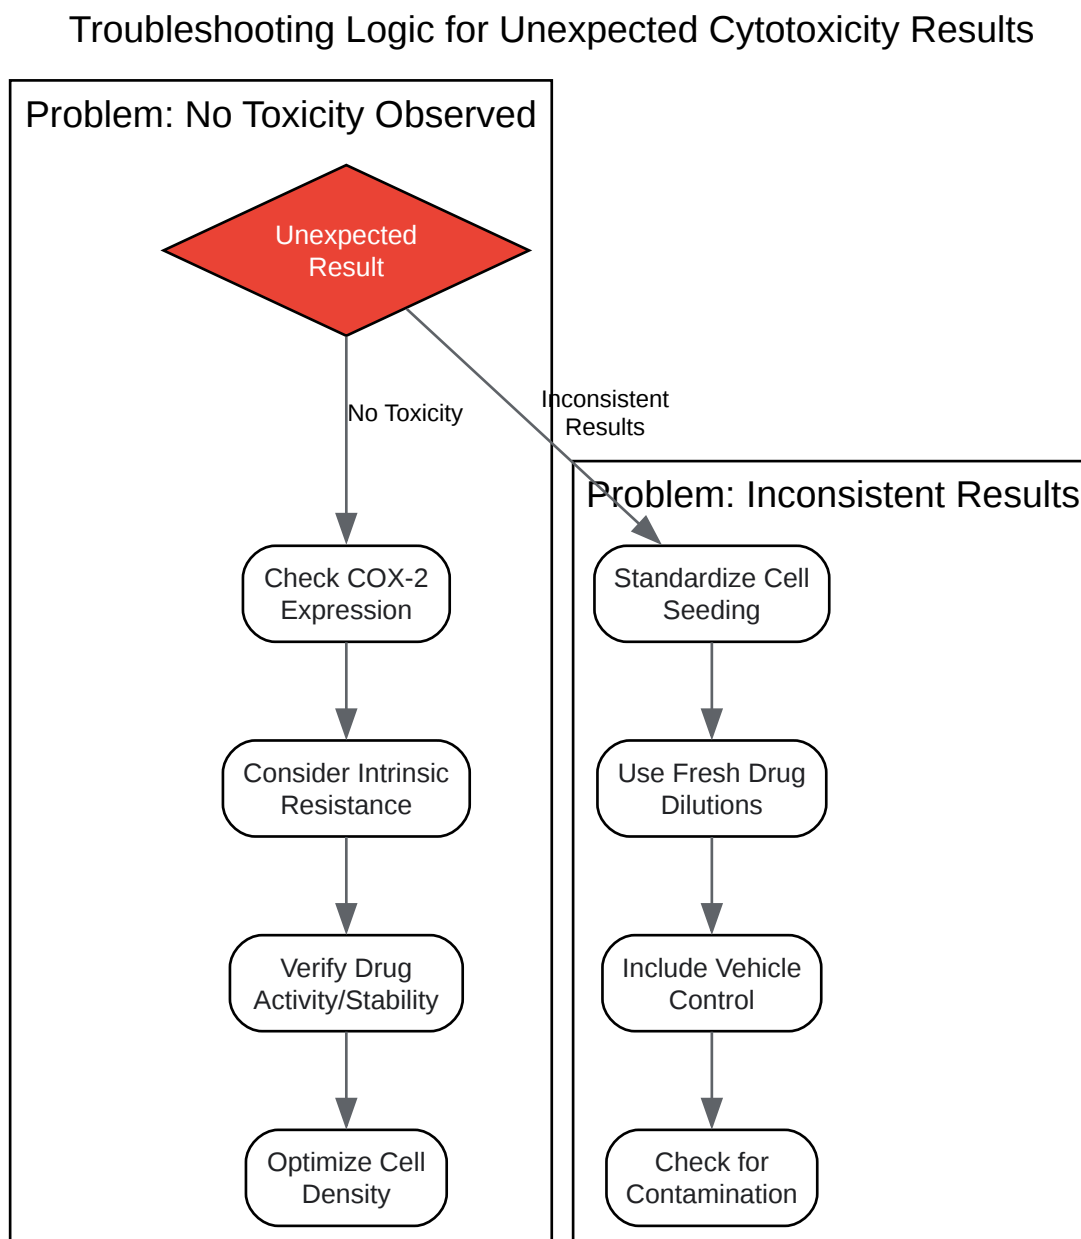 Troubleshooting Logic for Unexpected Cytotoxicity Results
Problem: No Toxicity Observed
Unexpected
Result
No Toxicity
Inconsistent
Results
Problem: Inconsistent Results
Check COX-2
Expression
Standardize Cell
Seeding
Consider Intrinsic
Resistance
Use Fresh Drug
Dilutions
Verify Drug
Activity/Stability
Include Vehicle
Control
Optimize Cell
Density
Check for
Contamination